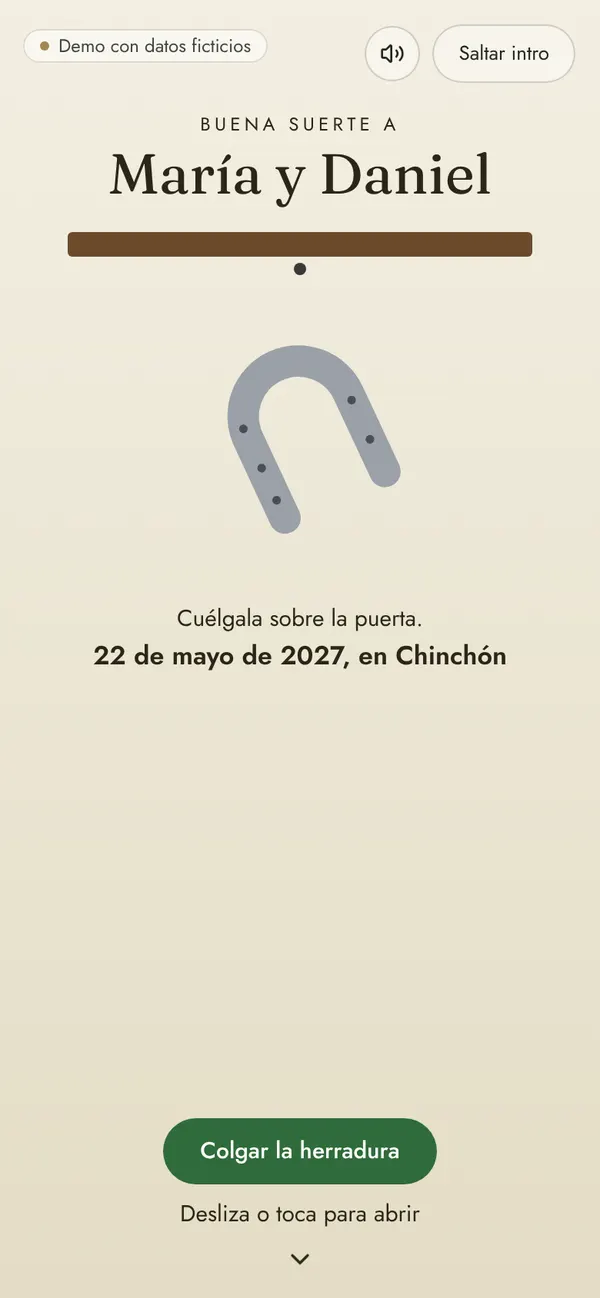 Demo con datos ficticios
Saltar intro
BUENA SUERTE A
María y Daniel
Cuélgala sobre la puerta.
22 de mayo de 2027, en Chinchón
Colgar la herradura
Desliza o toca para abrir